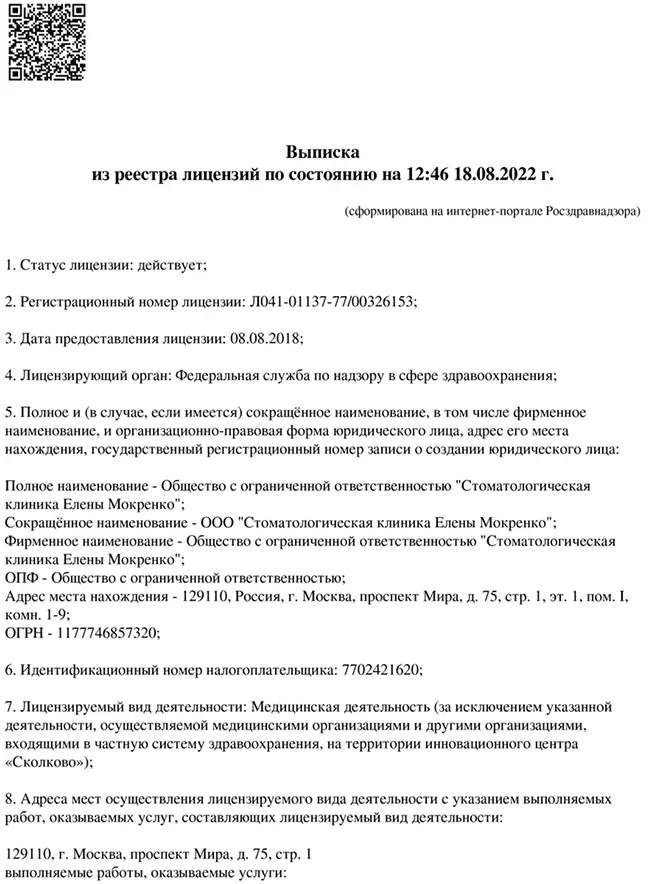 Выписка
из реестра лицензий по состоянию на 12:46 18.08.2022 г.
(сформирована на интернет-портале Росздравнадзора)
1. Статус лицензии: действует;
2. Регистрационный номер лицензии: Л041-01137-77/00326153;
3. Дата предоставления лицензии: 08.08.2018;
4. Лицензирующий орган: Федеральная служба по надзору в сфере здравоохранения;
5. Полное и (в случае, если имеется) сокращённое наименование, в том числе фирменное
наименование, и организационно-правовая форма юридического лица, адрес его места
нахождения, государственный регистрационный номер записи о создании юридического лица:
Полное наименование - Общество с ограниченной ответственностью "Стоматологическая
клиника Елены Мокренко";
Сокращённое наименование - ООО "Стоматологическая клиника Елены Мокренко";
Фирменное наименование - Общество с ограниченной ответственностью "Стоматологическая
клиника Елены Мокренко";
ОПФ - Общество с ограниченной ответственностью;
Адрес места нахождения - 129110, Россия, г. Москва, проспект Мира, д. 75, стр. 1, эт. 1, пом. I,
комн. 1-9;
ОГРН - 1177746857320;
6. Идентификационный номер налогоплательщика: 7702421620;
7. Лицензируемый вид деятельности: Медицинская деятельность (за исключением указанной
деятельности, осуществляемой медицинскими организациями и другими организациями,
входящими в частную систему здравоохранения, на территории инновационного центра
«Сколково»);
8. Адреса мест осуществления лицензируемого вида деятельности с указанием выполняемых
работ, оказываемых услуг, составляющих лицензируемый вид деятельности:
129110, г. Москва, проспект Мира, д. 75, стр. 1
выполняемые работы, оказываемые услуги: